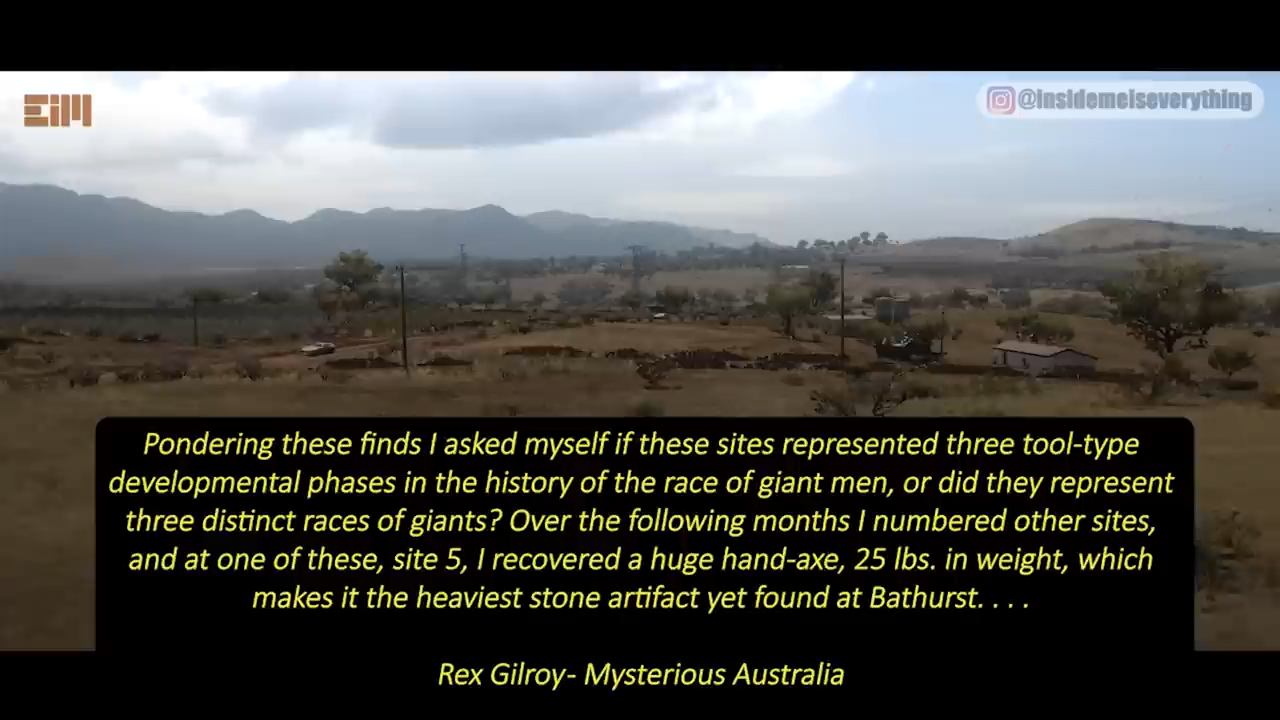 EiM
@insidemeiseverything
Pondering these finds I asked myself if these sites represented three tool-type
developmental phases in the history of the race of giant men, or did they represent
three distinct races of giants? Over the following months I numbered other sites,
and at one of these, site 5, I recovered a huge hand-axe, 25 lbs. in weight, which
makes it the heaviest stone artifact yet found at Bathurst. . . .
Rex Gilroy- Mysterious Australia